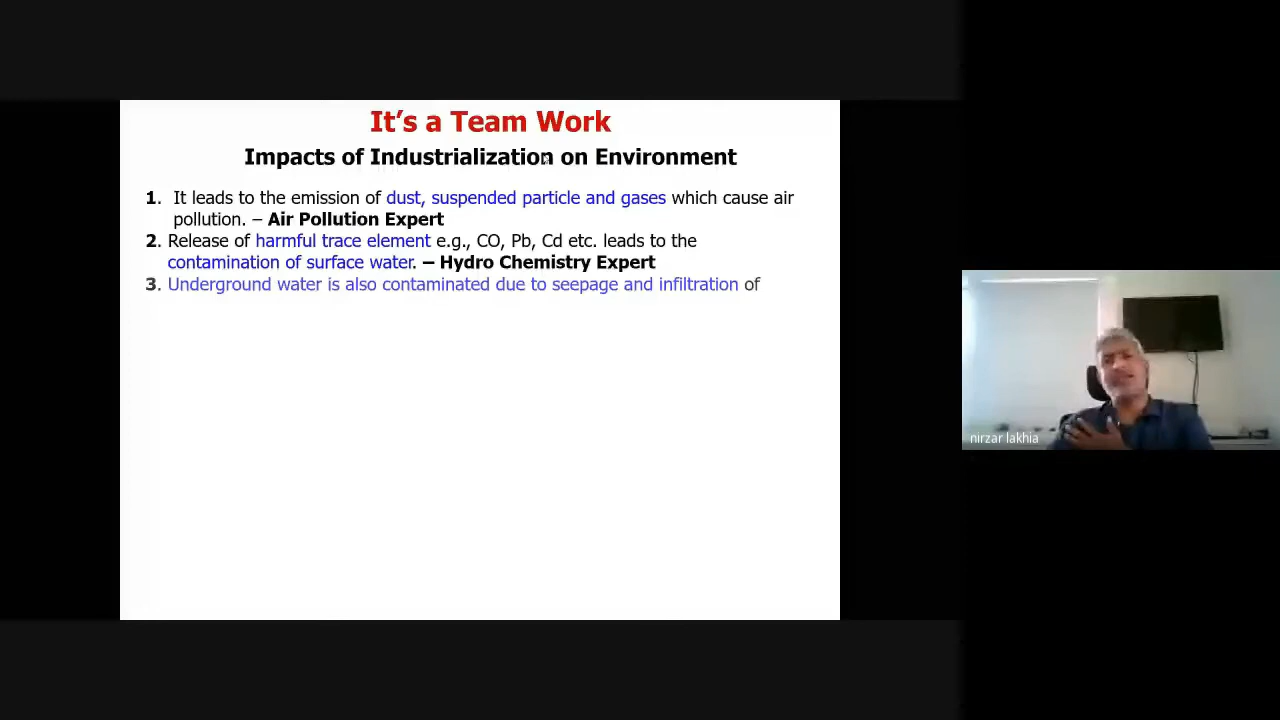 It’s a Team Work
Impacts of Industrialization on Environment
1. It leads to the emission of dust, suspended particle and gases which cause air
pollution. – Air Pollution Expert
2. Release of harmful trace element e.g., CO, Pb, Cd etc. leads to the
contamination of surface water. – Hydro Chemistry Expert
3. Underground water is also contaminated due to seepage and infiltration of
nirzar lakhia